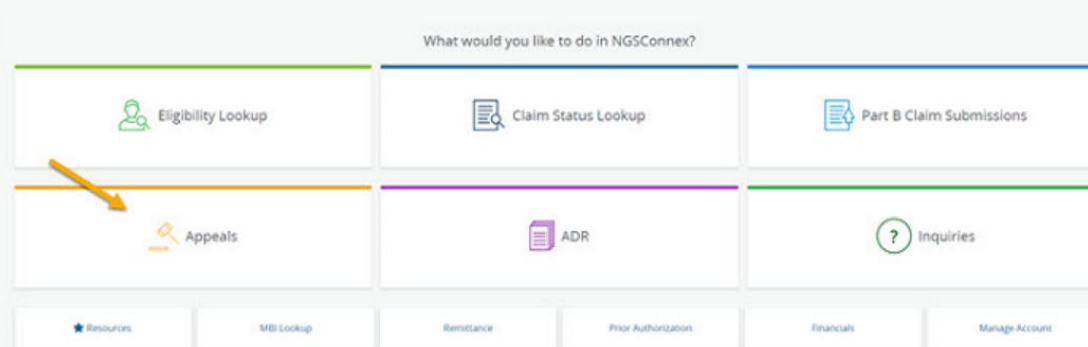 What would you like to do in NGSConnex?
Eligibility Lookup
Claim Status Lookup
Part B Claim Submissions
Appeals
ADR
? Inquiries
Resources
MBI Lookup
Remittance
Prior Authorization
Financials
Manage Account